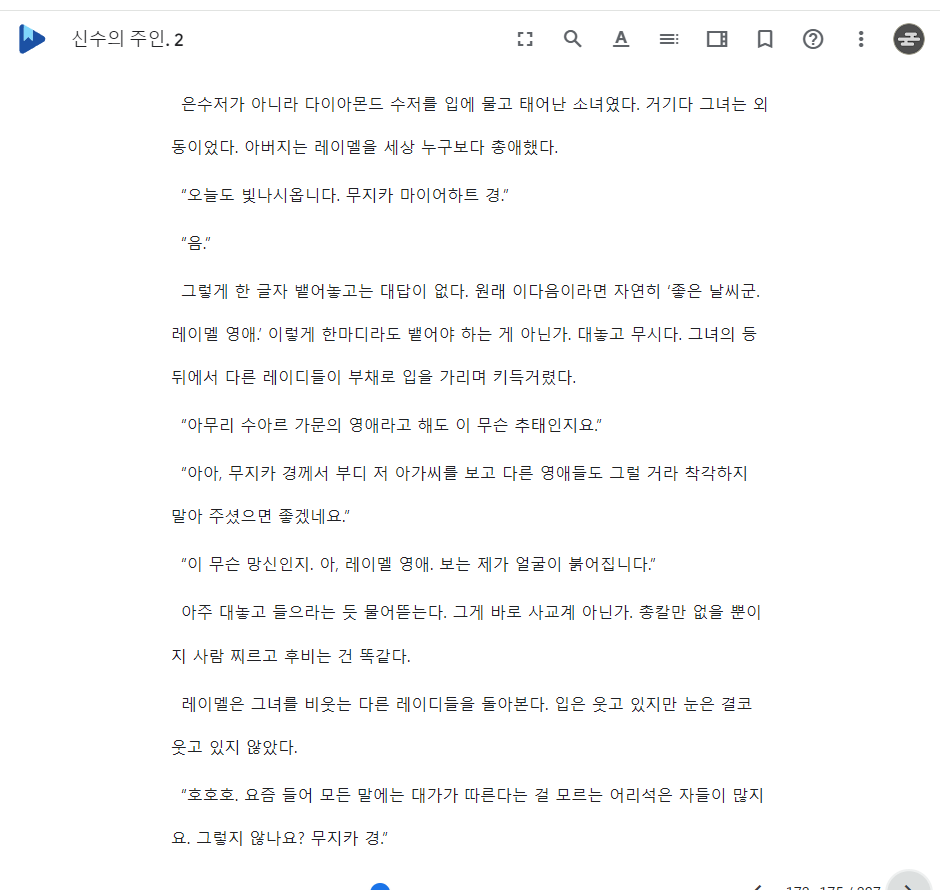 신수의 주인. 2
은수저가 아니라 다이아몬드 수저를 입에 물고 태어난 소녀였다. 거기다 그녀는 외
동이었다. 아버지는 레이멜을 세상 누구보다 총애했다.
“오늘도 빛나시옵니다. 무지카 마이어하트 경.”
“음.”
그렇게 한 글자 뱉어놓고는 대답이 없다. 원래 이다음이라면 자연히 ‘좋은 날씨군.
레이멜 영애.’ 이렇게 한마디라도 뱉어야 하는 게 아닌가. 대놓고 무시다. 그녀의 등
뒤에서 다른 레이디들이 부채로 입을 가리며 키득거렸다.
“아무리 수아르 가문의 영애라고 해도 이 무슨 추태인지요.”
“아아, 무지카 경께서 부디 저 아가씨를 보고 다른 영애들도 그럴 거라 착각하지
말아 주셨으면 좋겠네요.”
“이 무슨 망신인지. 아, 레이멜 영애. 보는 제가 얼굴이 붉어집니다.”
아주 대놓고 들으라는 듯 물어뜯는다. 그게 바로 사교계 아닌가. 총칼만 없을 뿐이
지 사람 찌르고 후비는 건 똑같다.
레이멜은 그녀를 비웃는 다른 레이디들을 돌아본다. 입은 웃고 있지만 눈은 결코
웃고 있지 않았다.
“호호호. 요즘 들어 모든 말에는 대가가 따른다는 걸 모르는 어리석은 자들이 많지
요. 그렇지 않나요? 무지카 경.”